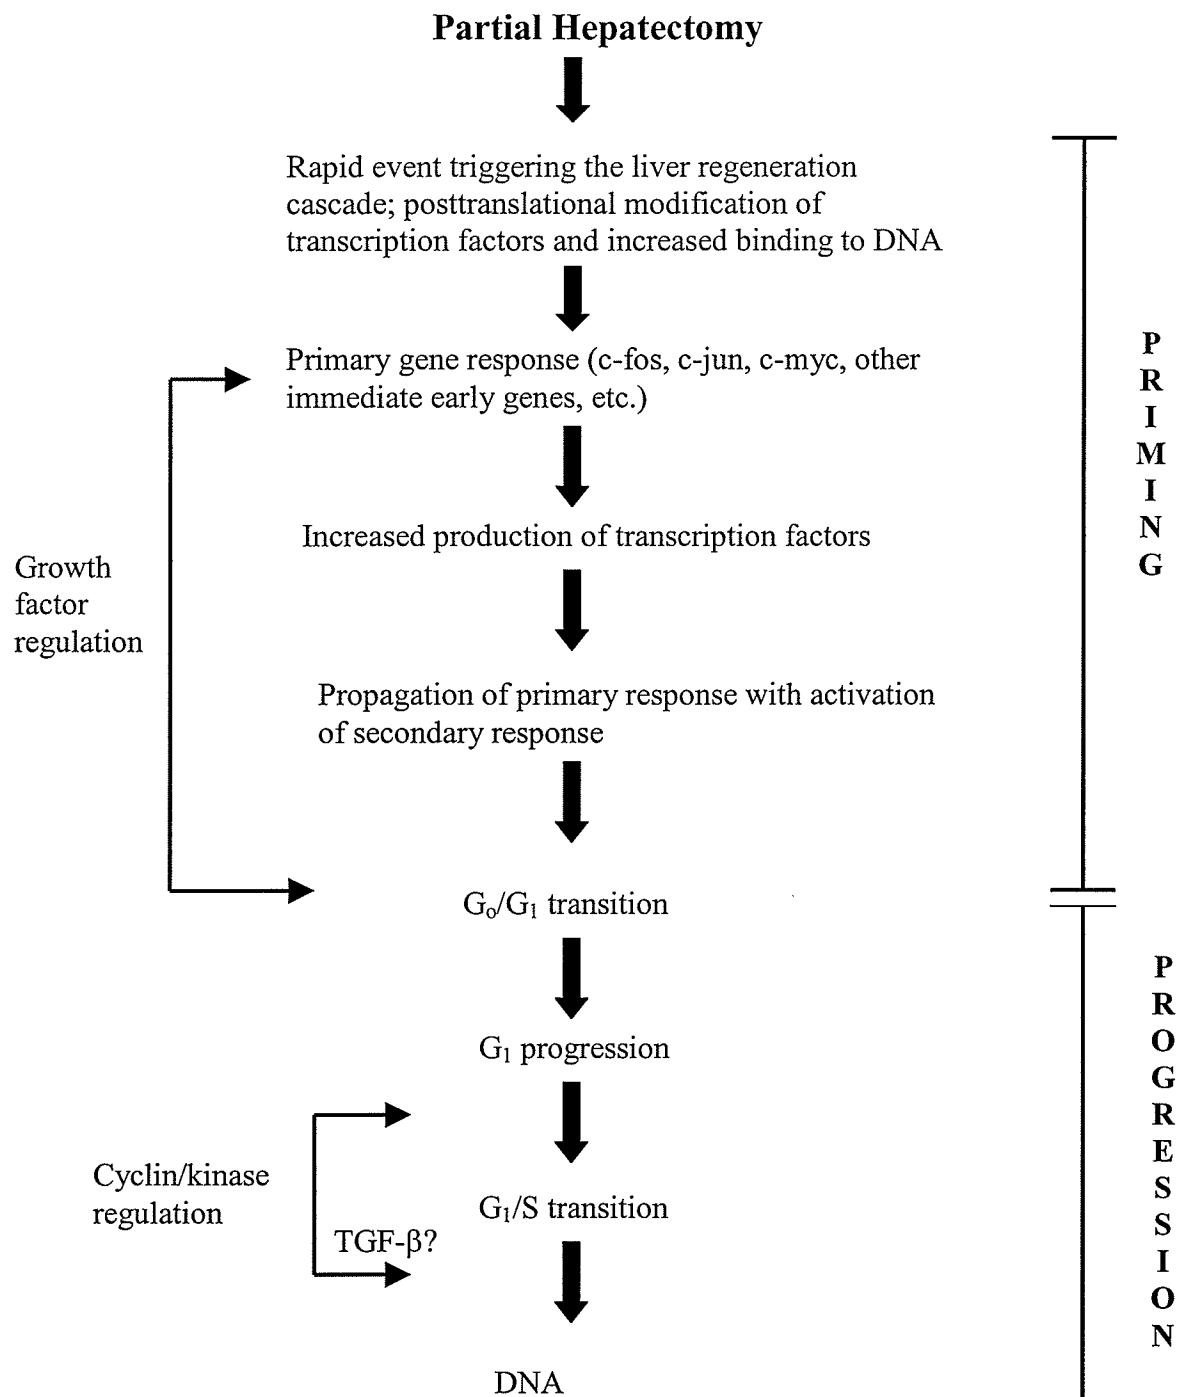 Partial Hepatectomy
Rapid event triggering the liver regeneration
cascade; posttranslational modification of
transcription factors and increased binding to DNA
Primary gene response (c-fos, c-jun, c-myc, other
immediate early genes, etc.)
Increased production of transcription factors
Growth
factor
regulation
Propagation of primary response with activation
of secondary response
G₀/G₁ transition
G₁ progression
Cyclin/kinase
regulation
G₁/S transition
TGF-β?
DNA
PRIMING
PROGRESSION